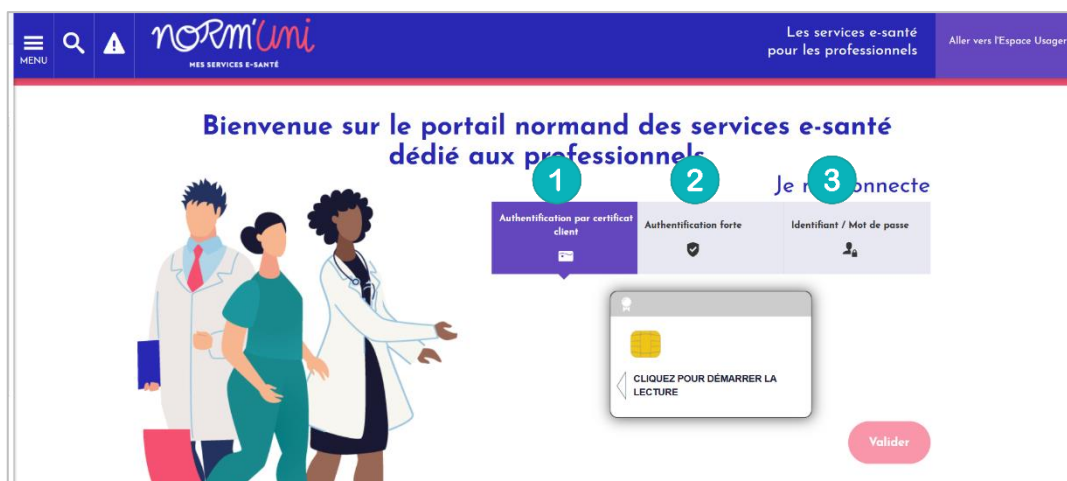 MENU
norm'uni
MES SERVICES E-SANTÉ
Les services e-santé
pour les professionnels
Aller vers l'Espace Usager
Bienvenue sur le portail normand des services e-santé
dédié aux professionnels
1
2
3
Je connecte
Authentification par certificat
client
Authentification forte
Identifiant / Mot de passe
CLIQUEZ POUR DÉMARRER LA
LECTURE
Valider